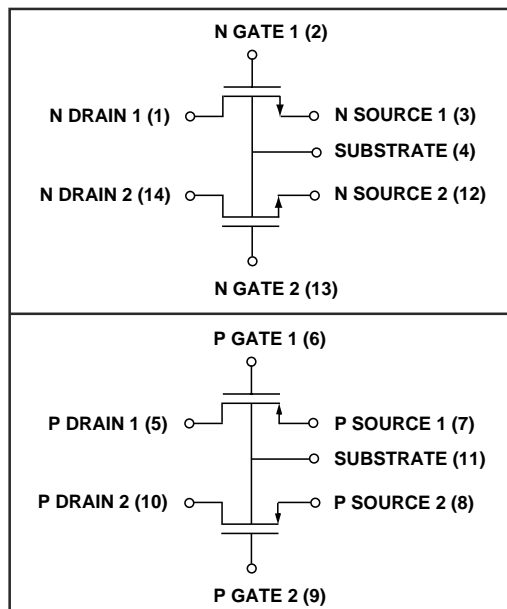 N GATE 1 (2)
N DRAIN 1 (1)
N SOURCE 1 (3)
SUBSTRATE (4)
N DRAIN 2 (14)
N SOURCE 2 (12)
N GATE 2 (13)
P GATE 1 (6)
P DRAIN 1 (5)
P SOURCE 1 (7)
SUBSTRATE (11)
P DRAIN 2 (10)
P SOURCE 2 (8)
P GATE 2 (9)